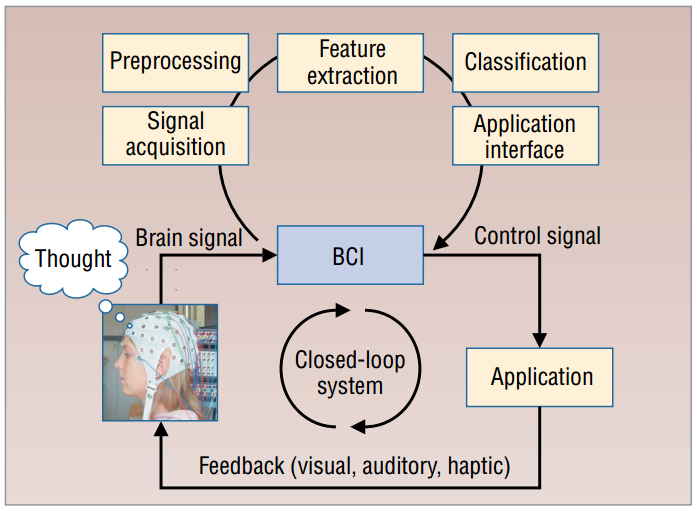 Preprocessing
Feature
extraction
Classification
Signal
acquisition
Application
interface
Thought
Brain signal
BCI
Control signal
Closed-loop
system
Application
Feedback (visual, auditory, haptic)